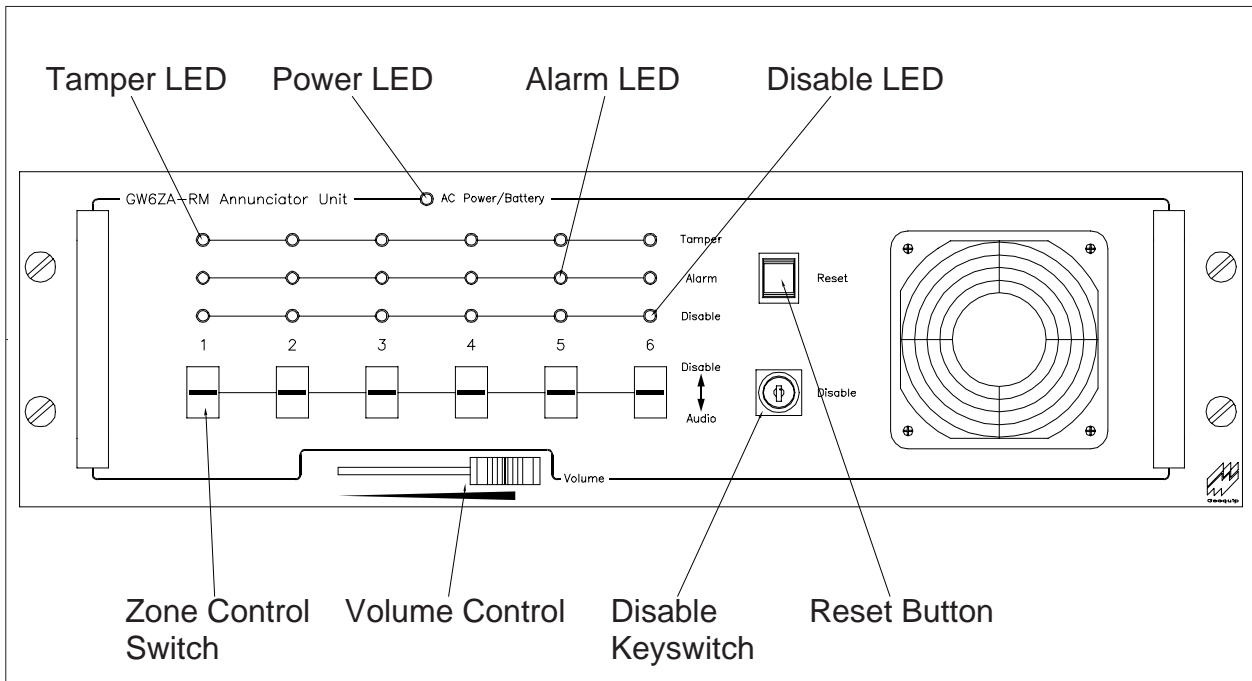 Tamper LED Power LED Alarm LED Disable LED
GW6ZA-RM Annunciator Unit AC Power/Battery
Tamper
Alarm Reset
Disable
1 2 3 4 5 6
Disable
Disable
Audio
Volume
Geoquip
Zone Control Switch
Volume Control
Disable Keyswitch
Reset Button